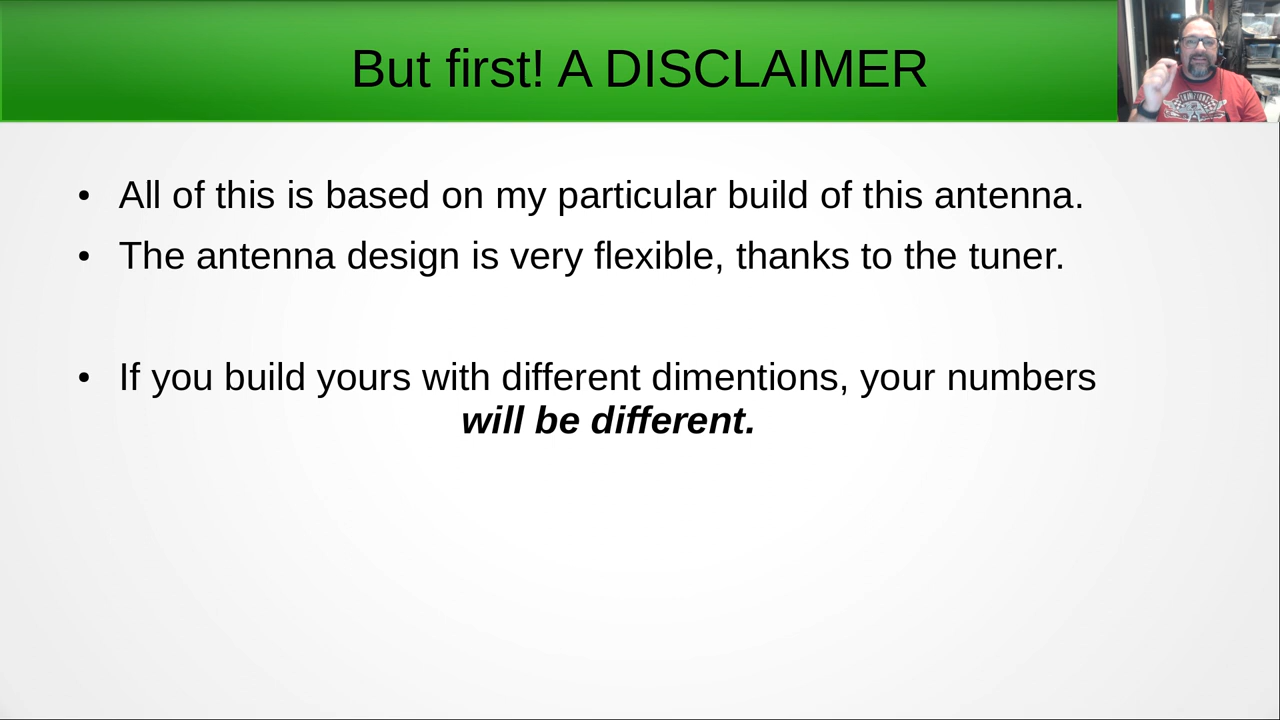 But first! A DISCLAIMER
• All of this is based on my particular build of this antenna.
• The antenna design is very flexible, thanks to the tuner.
• If you build yours with different dimentions, your numbers
will be different.